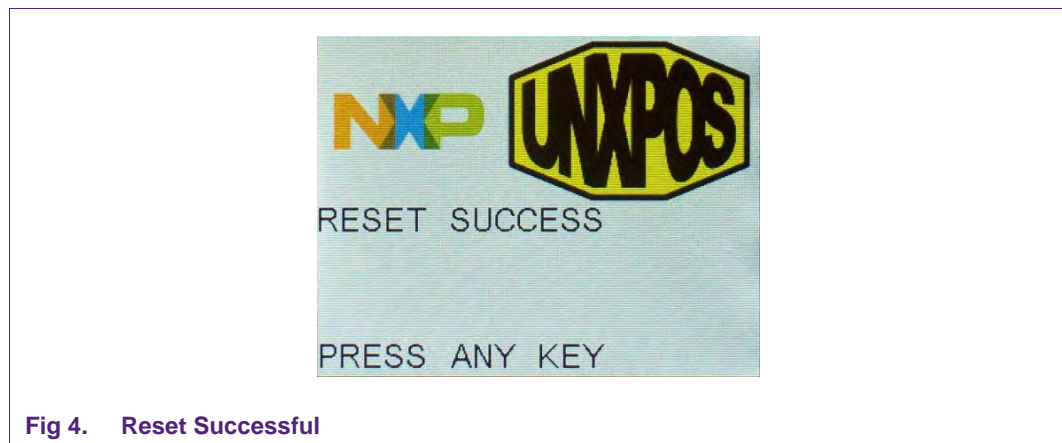 NXP UNXPOS
RESET SUCCESS
PRESS ANY KEY
Fig 4. Reset Successful